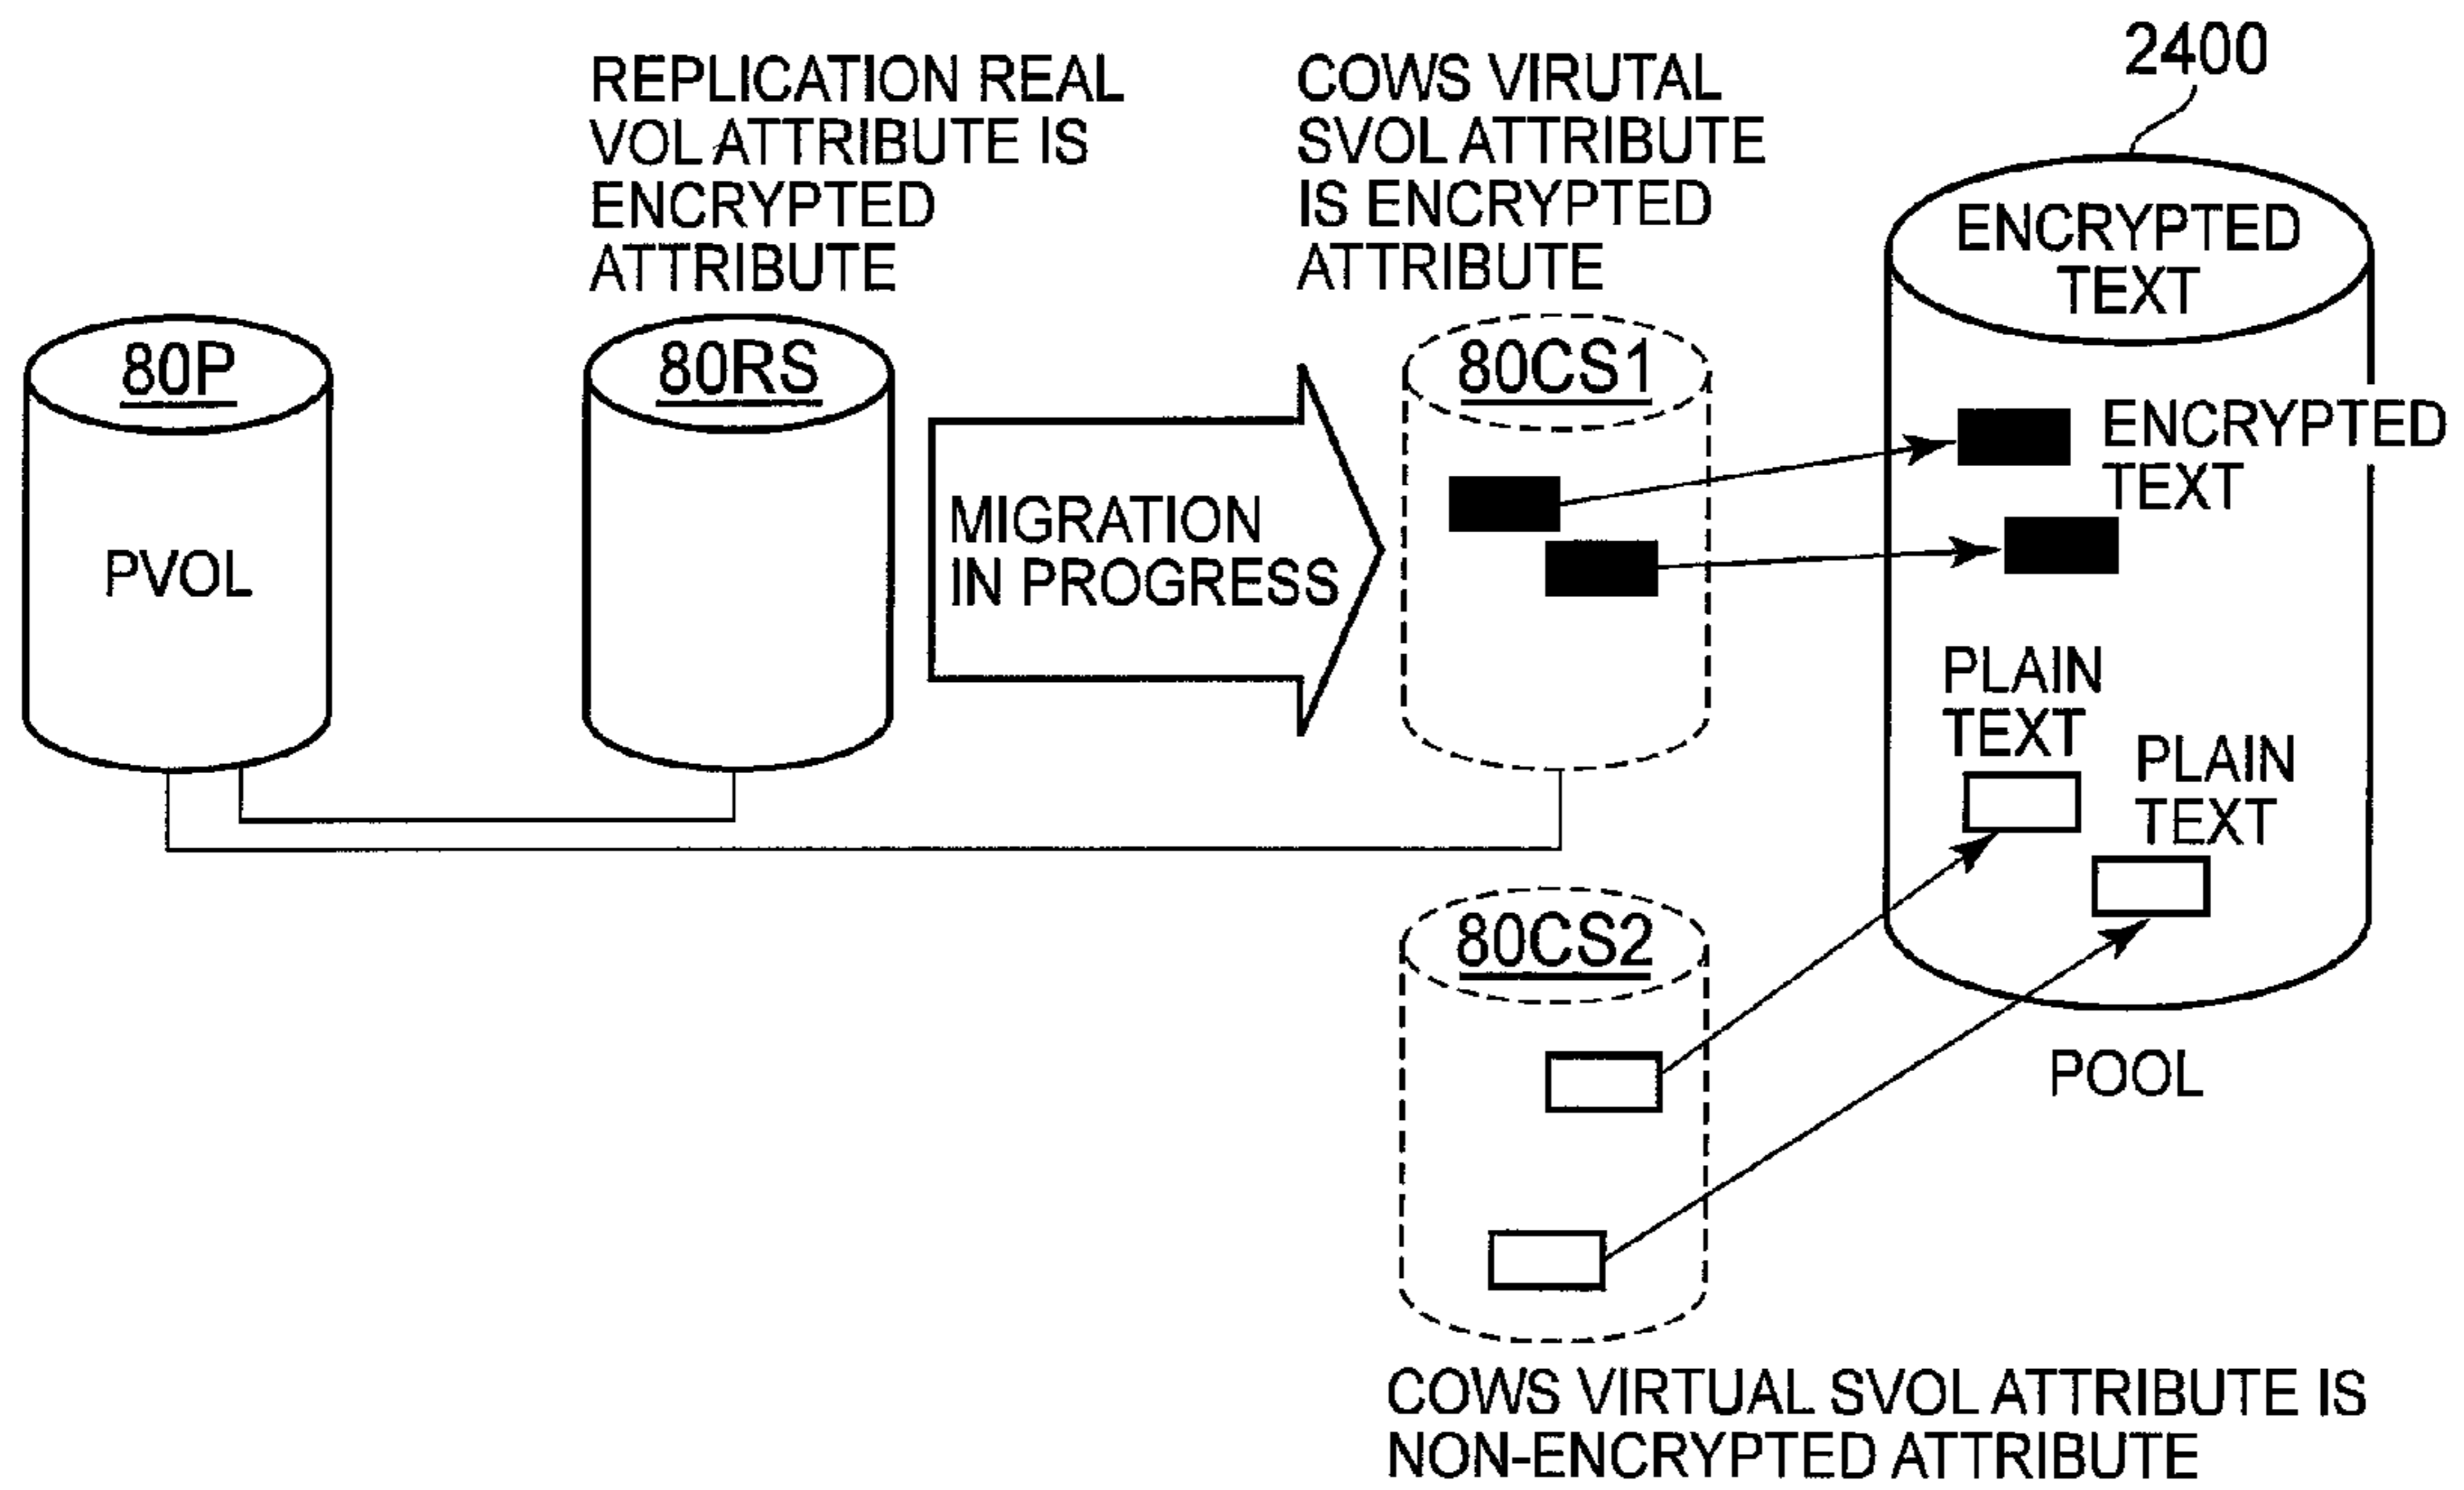 2400
REPLICATION REAL
VOL ATTRIBUTE IS
ENCRYPTED
ATTRIBUTE
COWS VIRUTAL
SVOL ATTRIBUTE
IS ENCRYPTED
ATTRIBUTE
ENCRYPTED
TEXT
80P
80RS
80CS1
ENCRYPTED
TEXT
MIGRATION
IN PROGRESS
PVOL
PLAIN
TEXT
PLAIN
TEXT
80CS2
POOL
COWS VIRTUAL SVOL ATTRIBUTE IS
NON-ENCRYPTED ATTRIBUTE